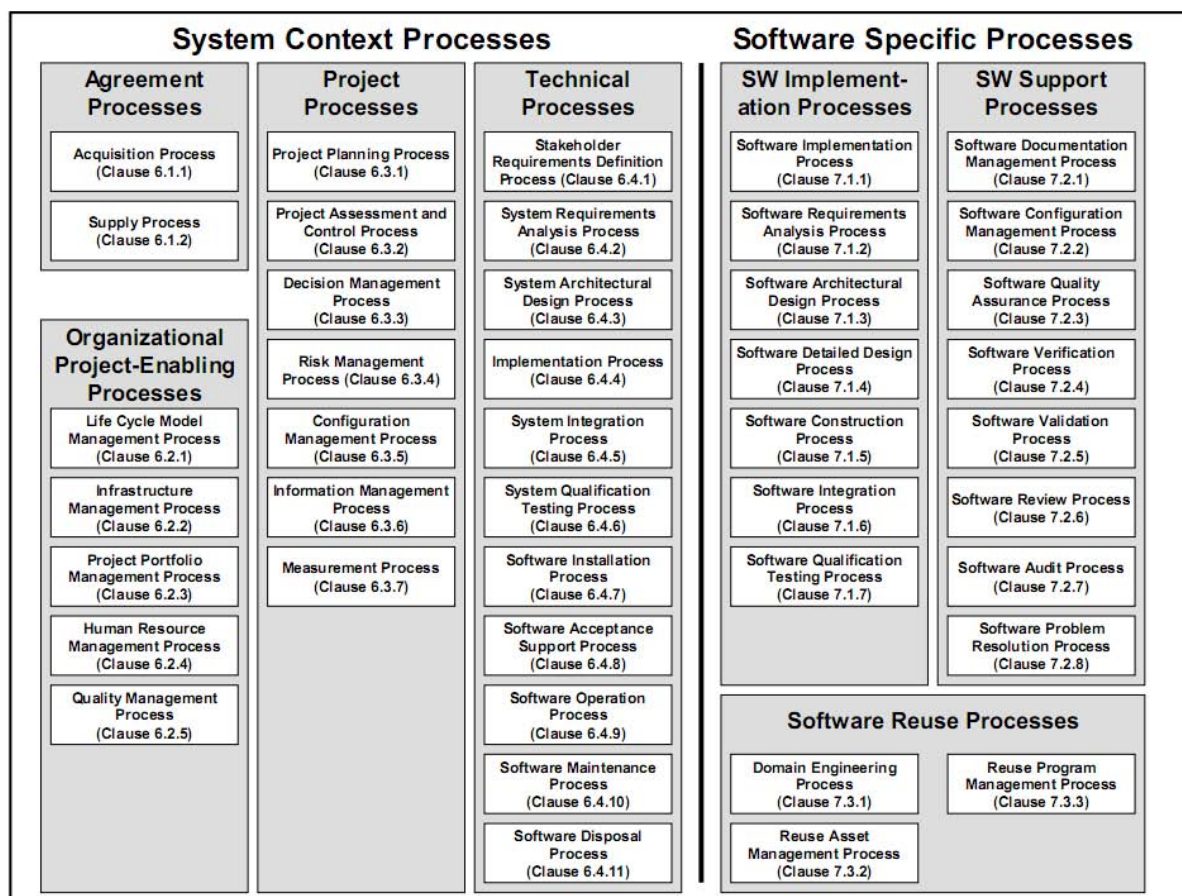 System Context Processes
Agreement
Processes
Acquisition Process
(Clause 6.1.1)
Supply Process
(Clause 6.1.2)
Organizational
Project-Enabling
Processes
Life Cycle Model
Management Process
(Clause 6.2.1)
Infrastructure
Management Process
(Clause 6.2.2)
Project Portfolio
Management Process
(Clause 6.2.3)
Human Resource
Management Process
(Clause 6.2.4)
Quality Management
Process
(Clause 6.2.5)
Project
Processes
Project Planning Process
(Clause 6.3.1)
Project Assessment and
Control Process
(Clause 6.3.2)
Decision Management
Process
(Clause 6.3.3)
Risk Management
Process (Clause 6.3.4)
Configuration
Management Process
(Clause 6.3.5)
Information Management
Process
(Clause 6.3.6)
Measurement Process
(Clause 6.3.7)
Technical
Processes
Stakeholder
Requirements Definition
Process (Clause 6.4.1)
System Requirements
Analysis Process
(Clause 6.4.2)
System Architectural
Design Process
(Clause 6.4.3)
Implementation Process
(Clause 6.4.4)
System Integration
Process
(Clause 6.4.5)
System Qualification
Testing Process
(Clause 6.4.6)
Software Installation
Process
(Clause 6.4.7)
Software Acceptance
Support Process
(Clause 6.4.8)
Software Operation
Process
(Clause 6.4.9)
Software Maintenance
Process
(Clause 6.4.10)
Software Disposal
Process
(Clause 6.4.11)
Software Specific Processes
SW Implement-
ation Processes
Software Implementation
Process
(Clause 7.1.1)
Software Requirements
Analysis Process
(Clause 7.1.2)
Software Architectural
Design Process
(Clause 7.1.3)
Software Detailed Design
Process
(Clause 7.1.4)
Software Construction
Process
(Clause 7.1.5)
Software Integration
Process
(Clause 7.1.6)
Software Qualification
Testing Process
(Clause 7.1.7)
SW Support
Processes
Software Documentation
Management Process
(Clause 7.2.1)
Software Configuration
Management Process
(Clause 7.2.2)
Software Quality
Assurance Process
(Clause 7.2.3)
Software Verification
Process
(Clause 7.2.4)
Software Validation
Process
(Clause 7.2.5)
Software Review Process
(Clause 7.2.6)
Software Audit Process
(Clause 7.2.7)
Software Problem
Resolution Process
(Clause 7.2.8)
Software Reuse Processes
Domain Engineering
Process
(Clause 7.3.1)
Reuse Asset
Management Process
(Clause 7.3.2)
Reuse Program
Management Process
(Clause 7.3.3)